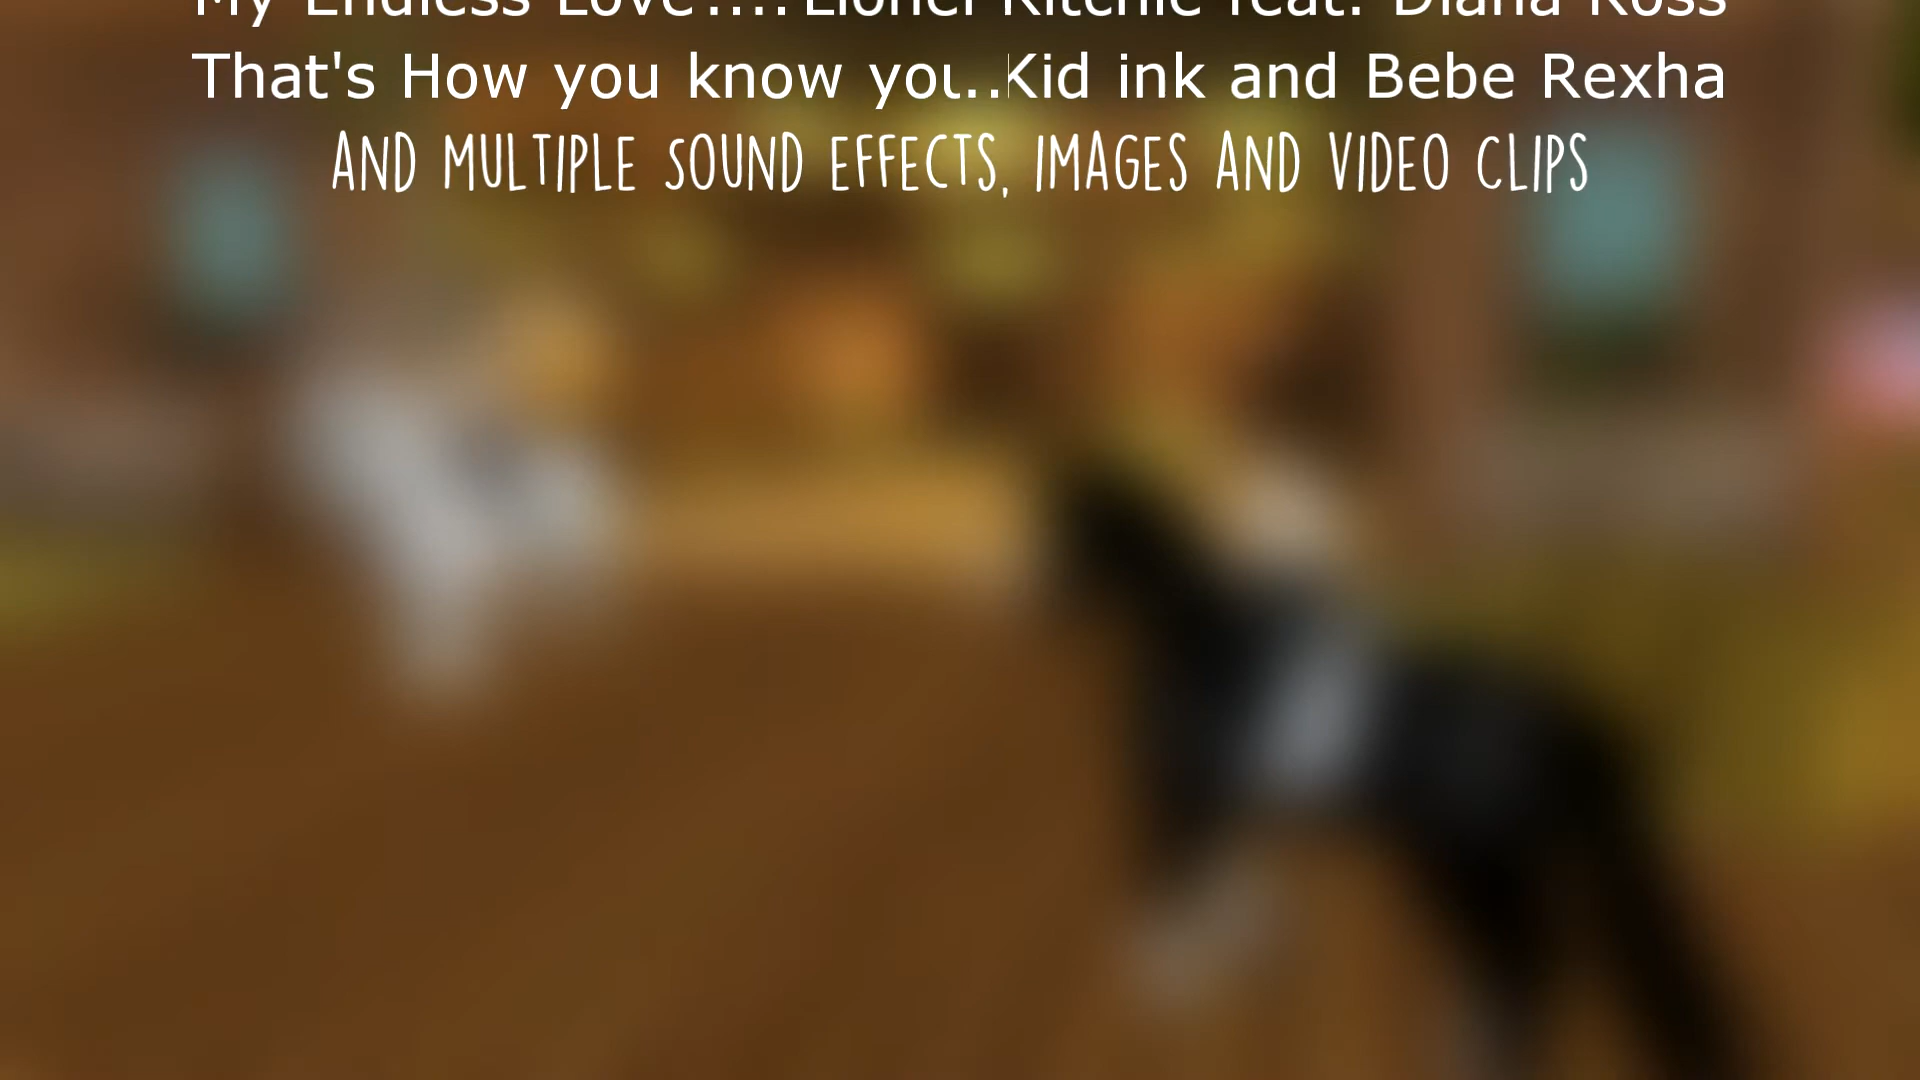 My Endless Love....Lionel Ritchie feat. Diana Ross
That's How you know you..Kid ink and Bebe Rexha
AND MULTIPLE SOUND EFFECTS, IMAGES AND VIDEO CLIPS